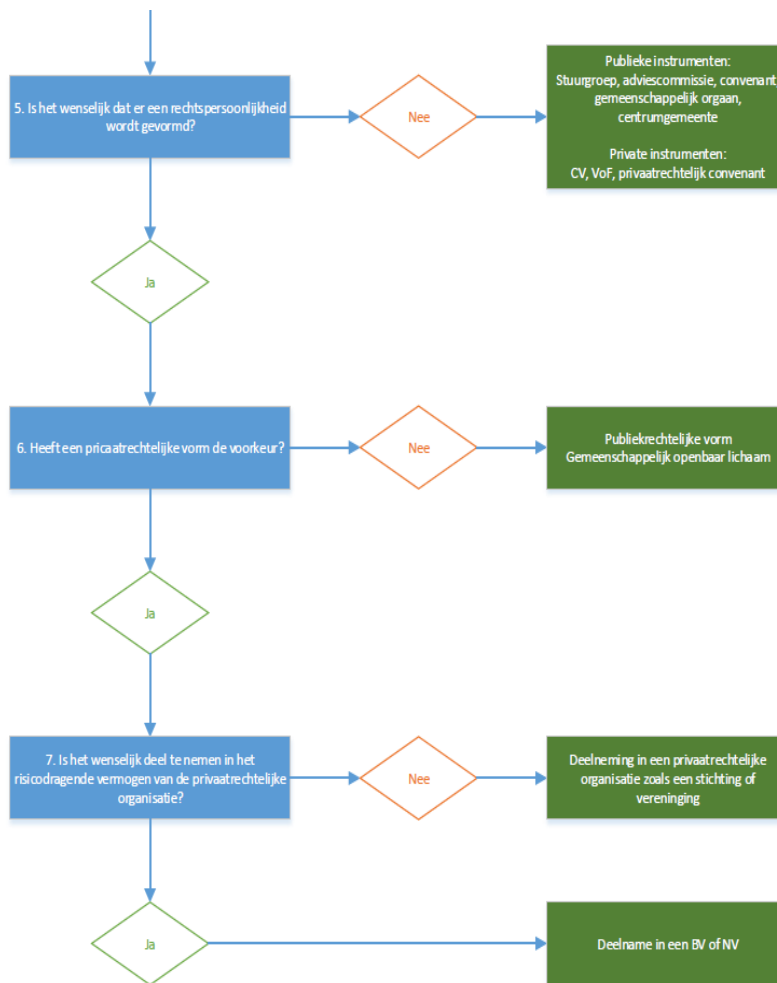 5. Is het wenselijk dat er een rechtspersoonlijkheid
wordt gevormd?
Nee
Publieke instrumenten:
Stuurgroep, adviescommissie, convenant,
gemeenschappelijk orgaan,
centrumgemeente
Private instrumenten:
CV, VoF, privaatrechtelijk convenant
Ja
6. Heeft een pricaatrechtelijke vorm de voorkeur?
Nee
Publiekrechtelijke vorm
Gemeenschappelijk openbaar lichaam
Ja
7. Is het wenselijk deel te nemen in het
risicodragende vermogen van de privaatrechtelijke
organisatie?
Nee
Deelneming in een privaatrechtelijke
organisatie zoals een stichting of
vereninging
Ja
Deelname in een BV of NV